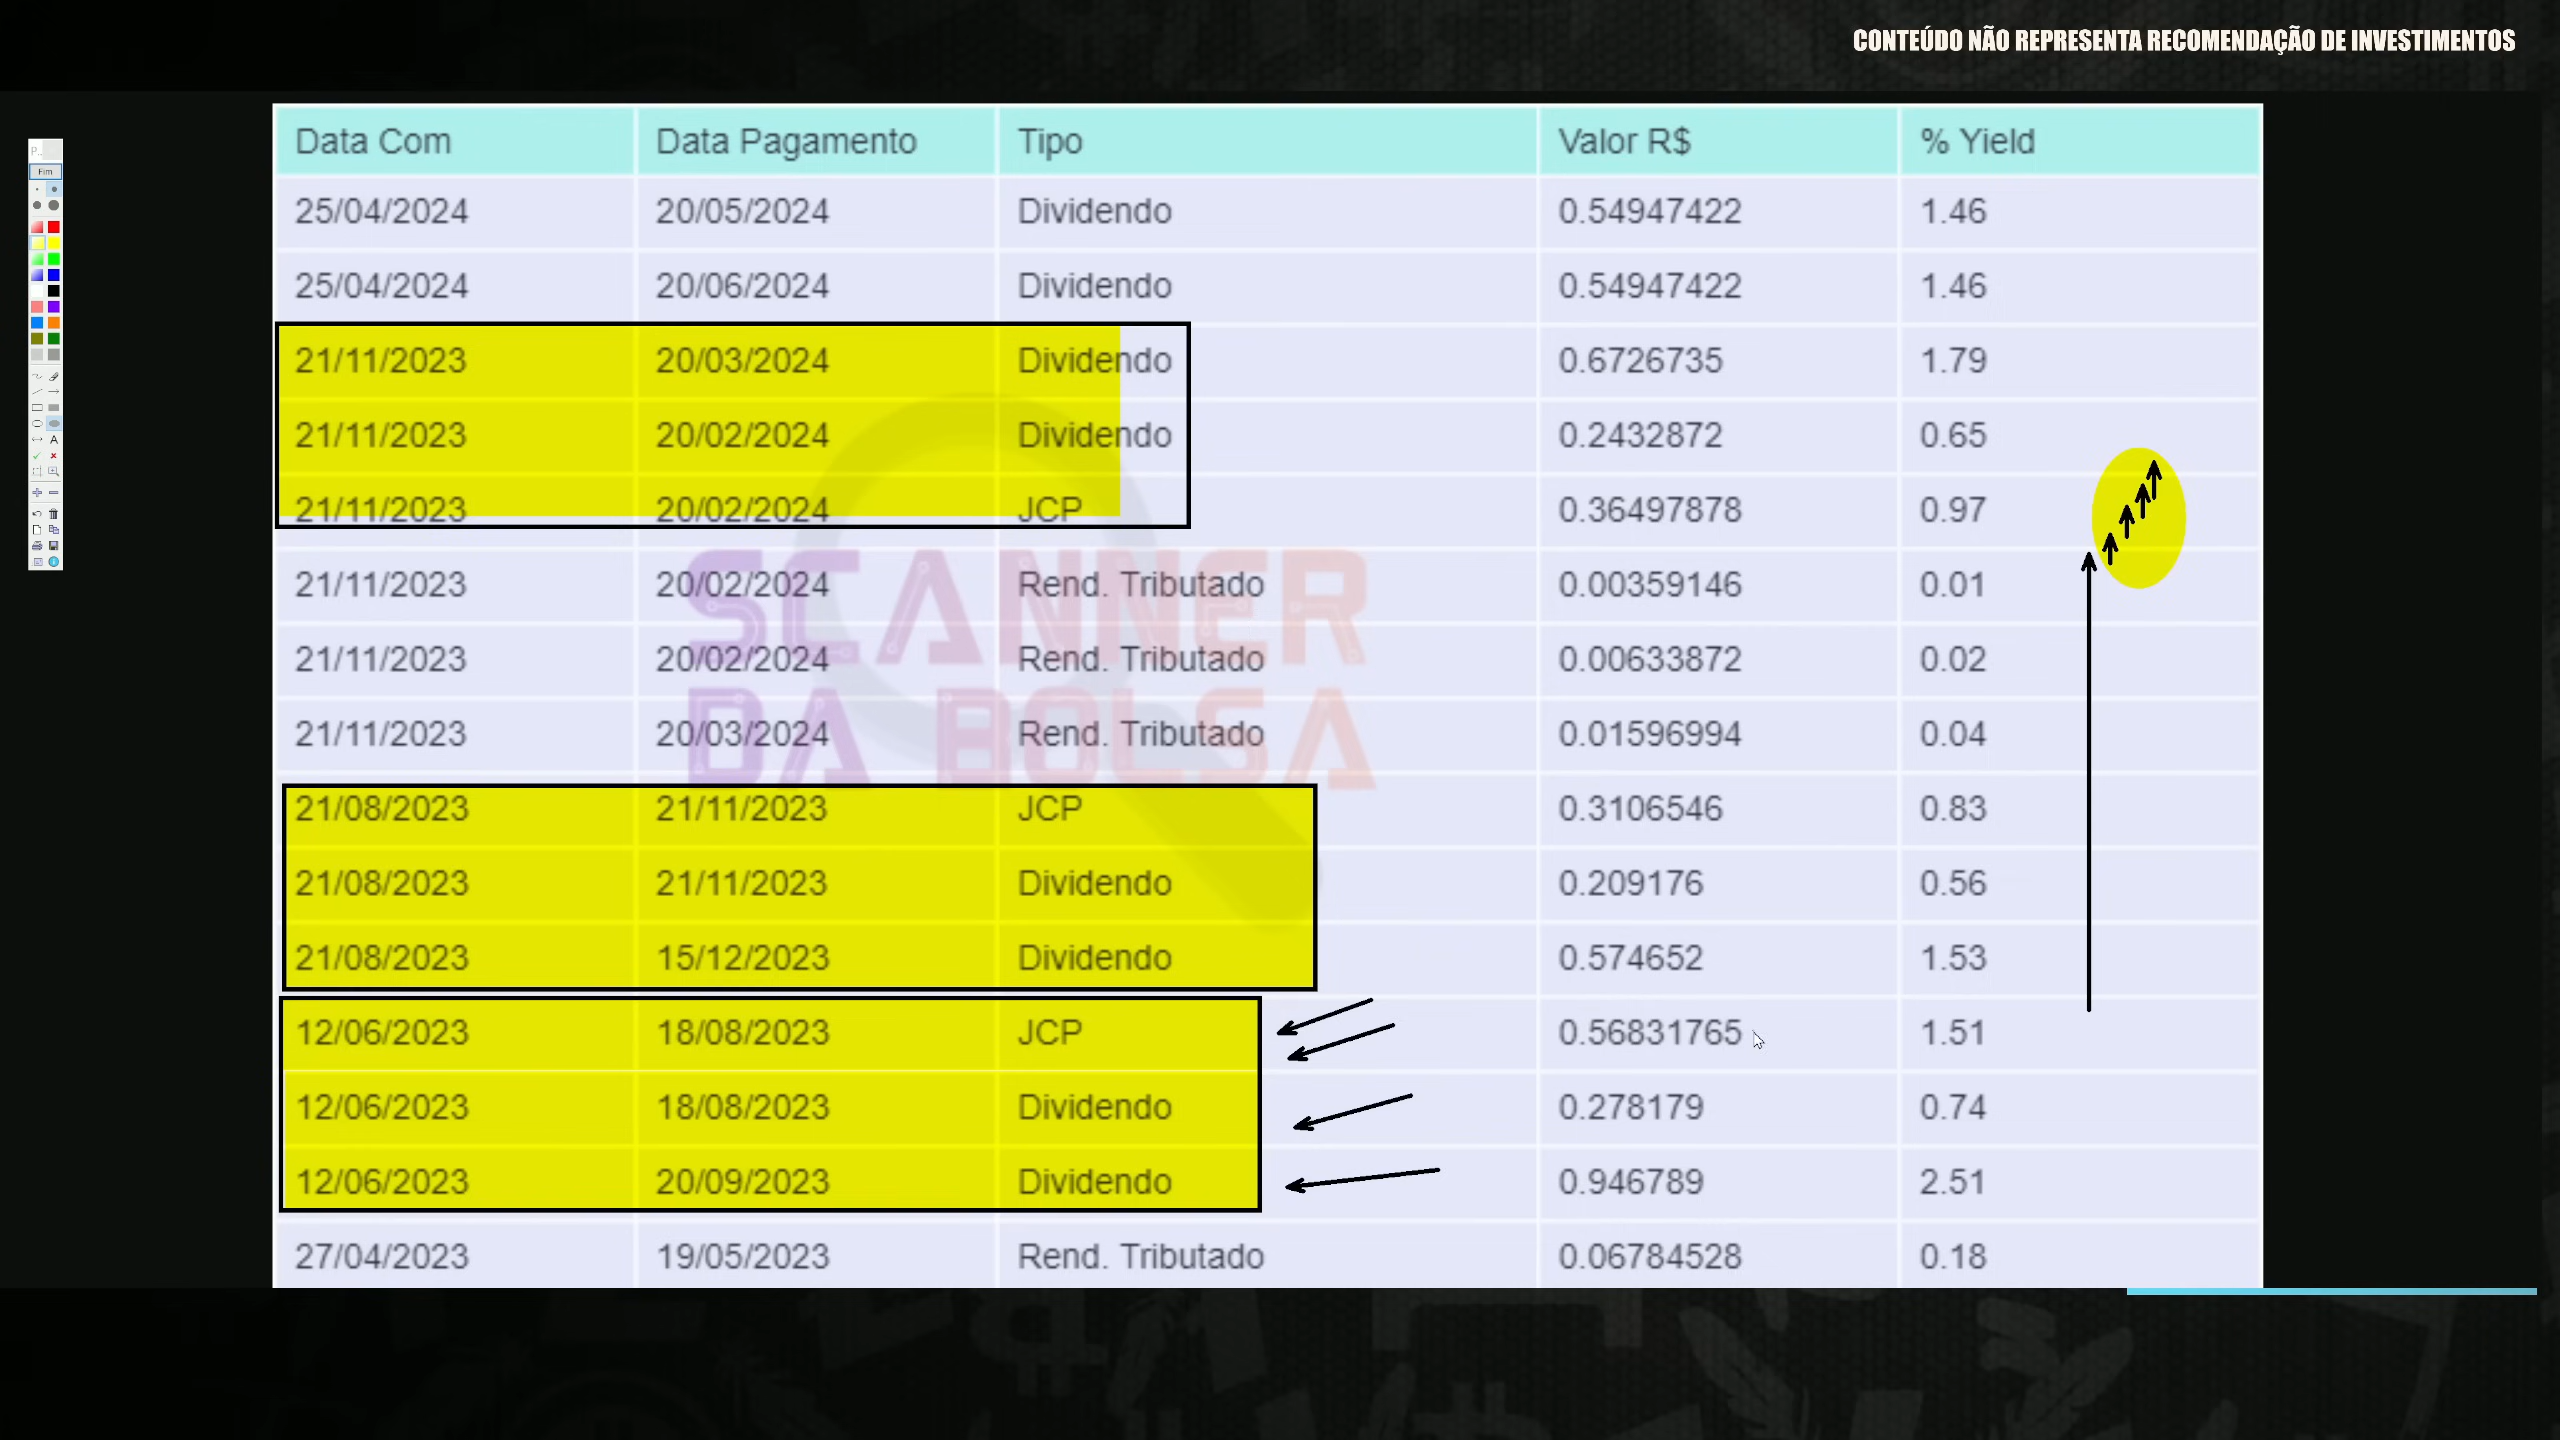 CONTEÚDO NÃO REPRESENTA RECOMENDAÇÃO DE INVESTIMENTOS
P...
Fim
A
Data Com Data Pagamento Tipo Valor R$ % Yield
25/04/2024 20/05/2024 Dividendo 0.54947422 1.46
25/04/2024 20/06/2024 Dividendo 0.54947422 1.46
21/11/2023 20/03/2024 Dividendo 0.6726735 1.79
21/11/2023 20/02/2024 Dividendo 0.2432872 0.65
21/11/2023 20/02/2024 JCP 0.36497878 0.97
21/11/2023 20/02/2024 Rend. Tributado 0.00359146 0.01
21/11/2023 20/02/2024 Rend. Tributado 0.00633872 0.02
21/11/2023 20/03/2024 Rend. Tributado 0.01596994 0.04
21/08/2023 21/11/2023 JCP 0.3106546 0.83
21/08/2023 21/11/2023 Dividendo 0.209176 0.56
21/08/2023 15/12/2023 Dividendo 0.574652 1.53
12/06/2023 18/08/2023 JCP 0.56831765 1.51
12/06/2023 18/08/2023 Dividendo 0.278179 0.74
12/06/2023 20/09/2023 Dividendo 0.946789 2.51
27/04/2023 19/05/2023 Rend. Tributado 0.06784528 0.18
SCANNER
DA BOLSA